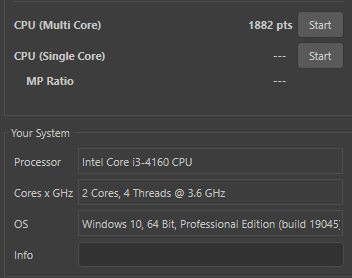 CPU (Multi Core) 1882 pts Start
CPU (Single Core) --- Start
MP Ratio ---
Your System
Processor Intel Core i3-4160 CPU
Cores x GHz 2 Cores, 4 Threads @ 3.6 GHz
OS Windows 10, 64 Bit, Professional Edition (build 19045)
Info